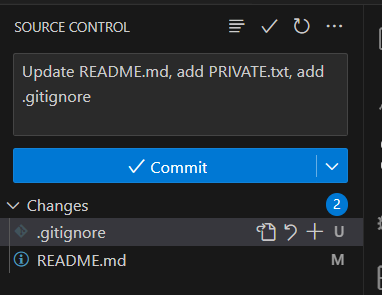 SOURCE CONTROL
Update README.md, add PRIVATE.txt, add
.gitignore
Commit
Changes 2
.gitignore U
README.md M